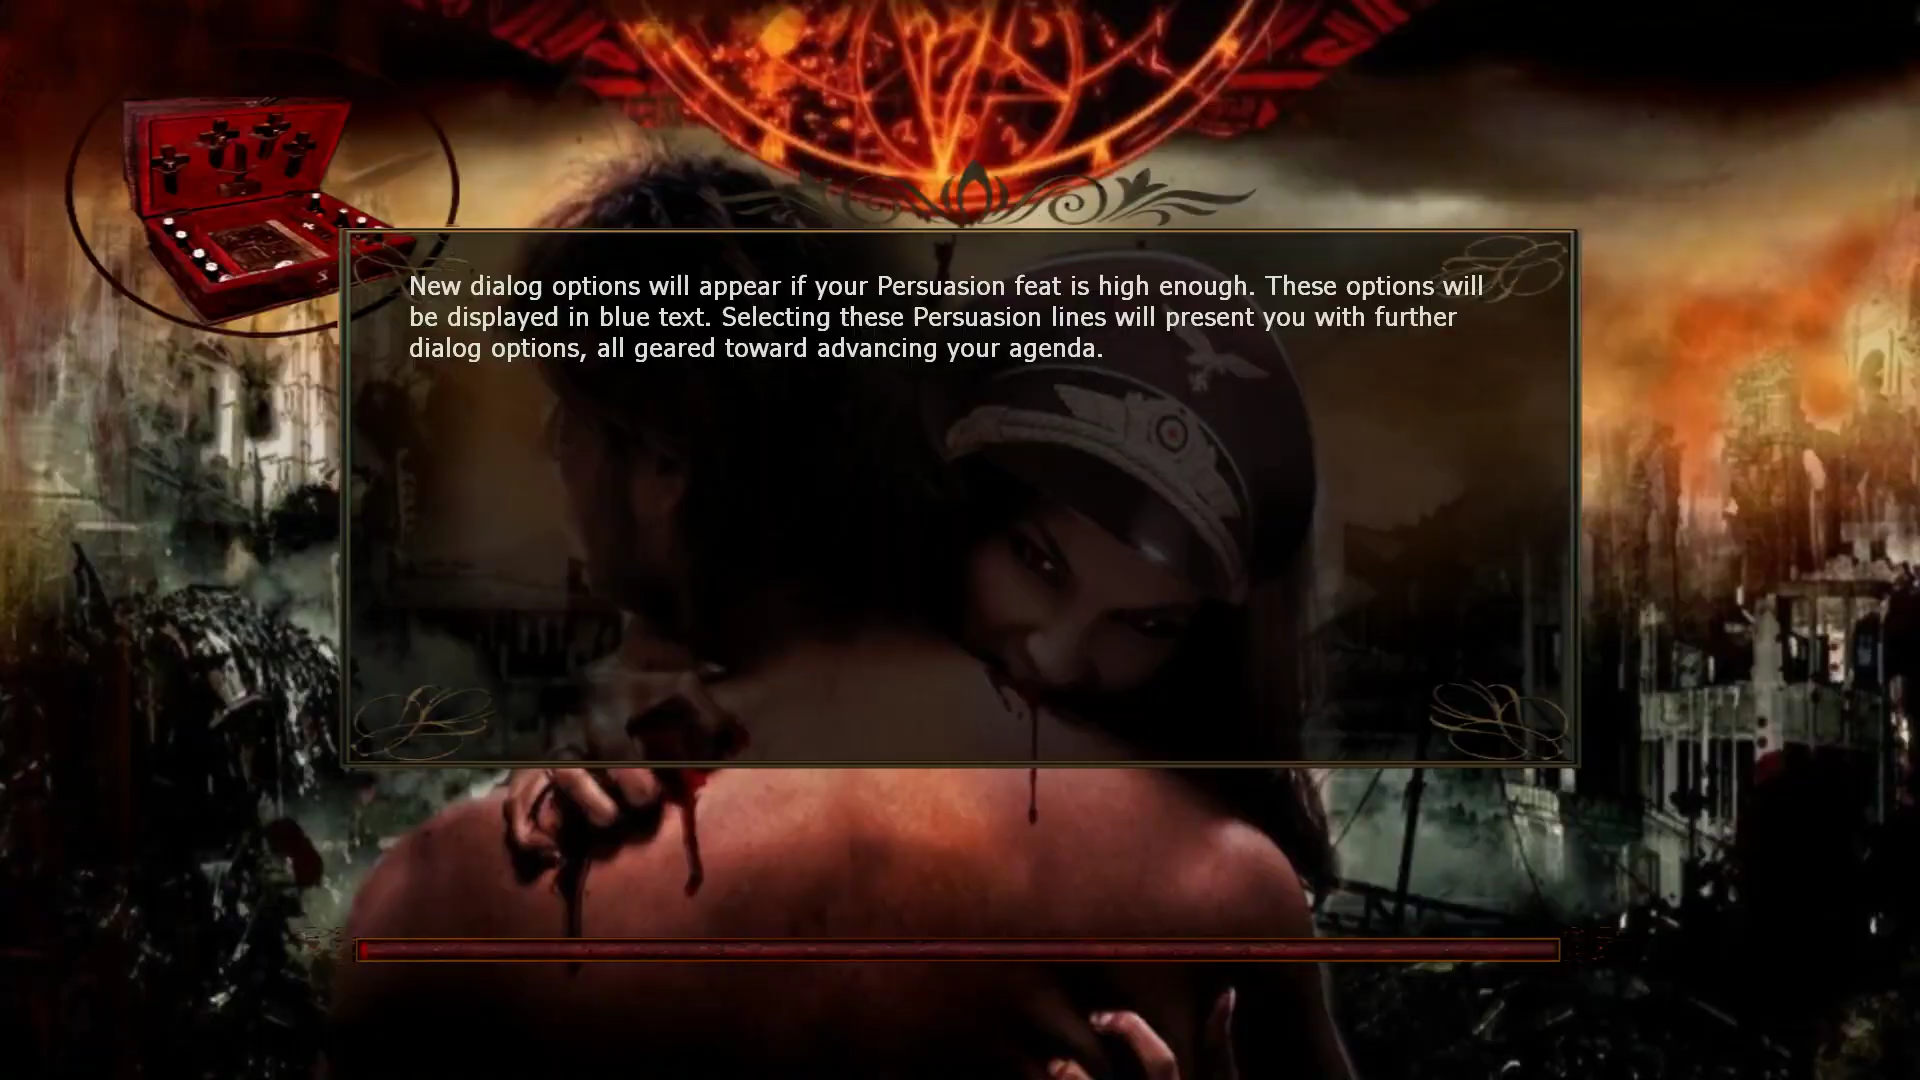 New dialog options will appear if your Persuasion feat is high enough. These options will
be displayed in blue text. Selecting these Persuasion lines will present you with further
dialog options, all geared toward advancing your agenda.